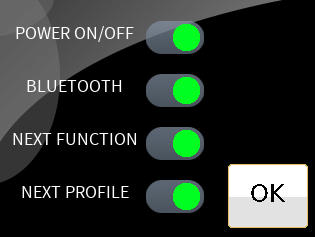 POWER ON/OFF
BLUETOOTH
NEXT FUNCTION
NEXT PROFILE
OK